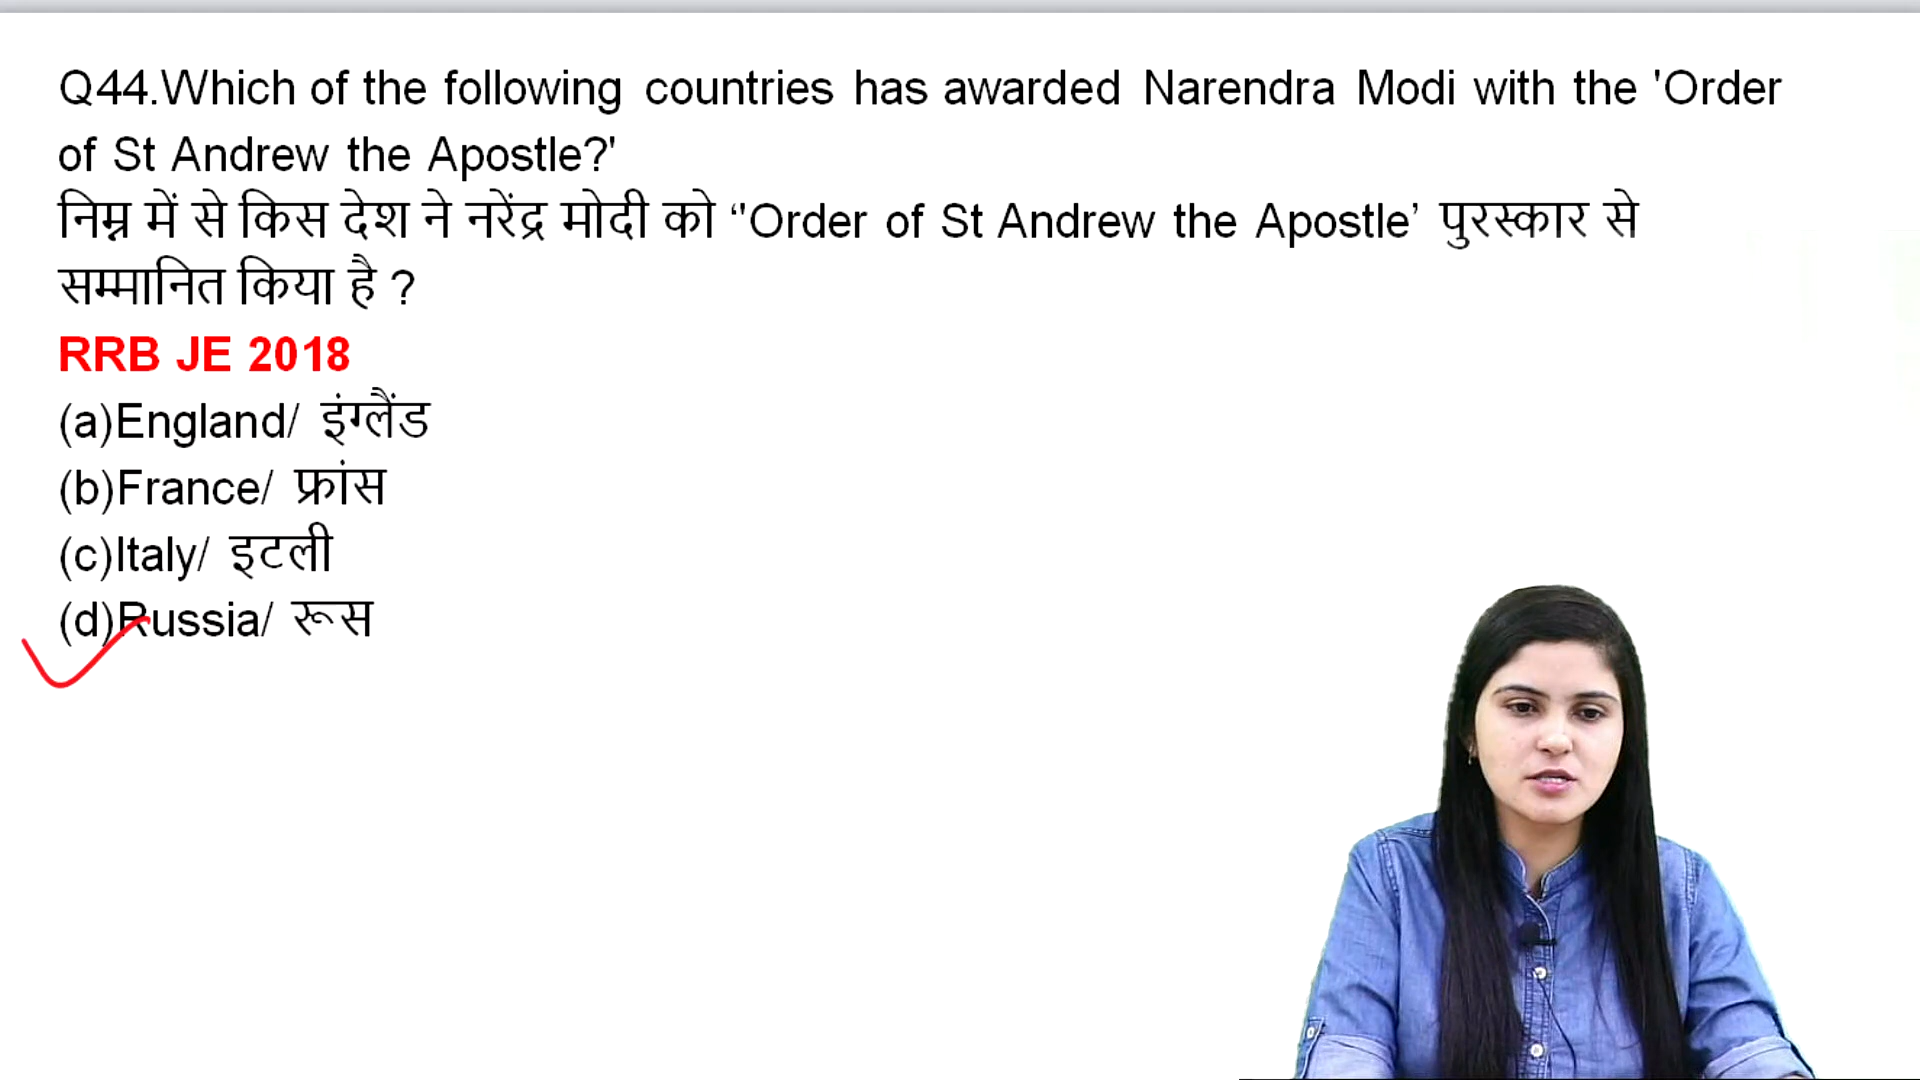 Q44.Which of the following countries has awarded Narendra Modi with the 'Order
of St Andrew the Apostle?'
निम्न में से किस देश ने नरेंद्र मोदी को ‘'Order of St Andrew the Apostle’ पुरस्कार से
सम्मानित किया है ?
RRB JE 2018
(a)England/ इंग्लैंड
(b)France/ फ्रांस
(c)Italy/ इटली
(d)Russia/ रूस